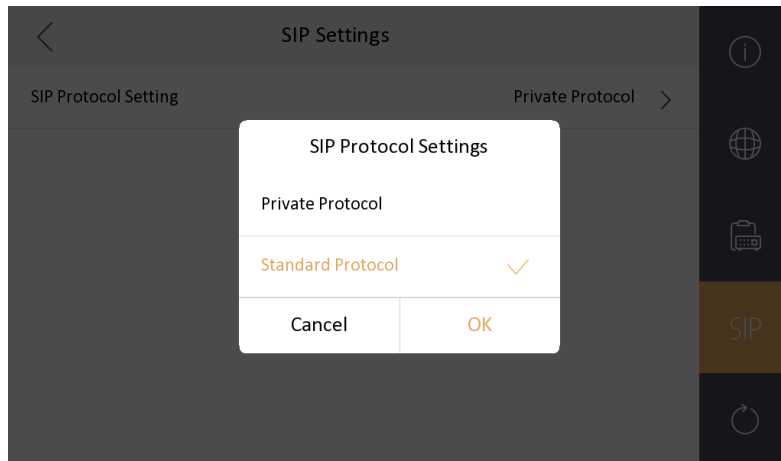 SIP Settings
SIP Protocol Setting Private Protocol
SIP Protocol Settings
Private Protocol
Standard Protocol
Cancel OK
SIP